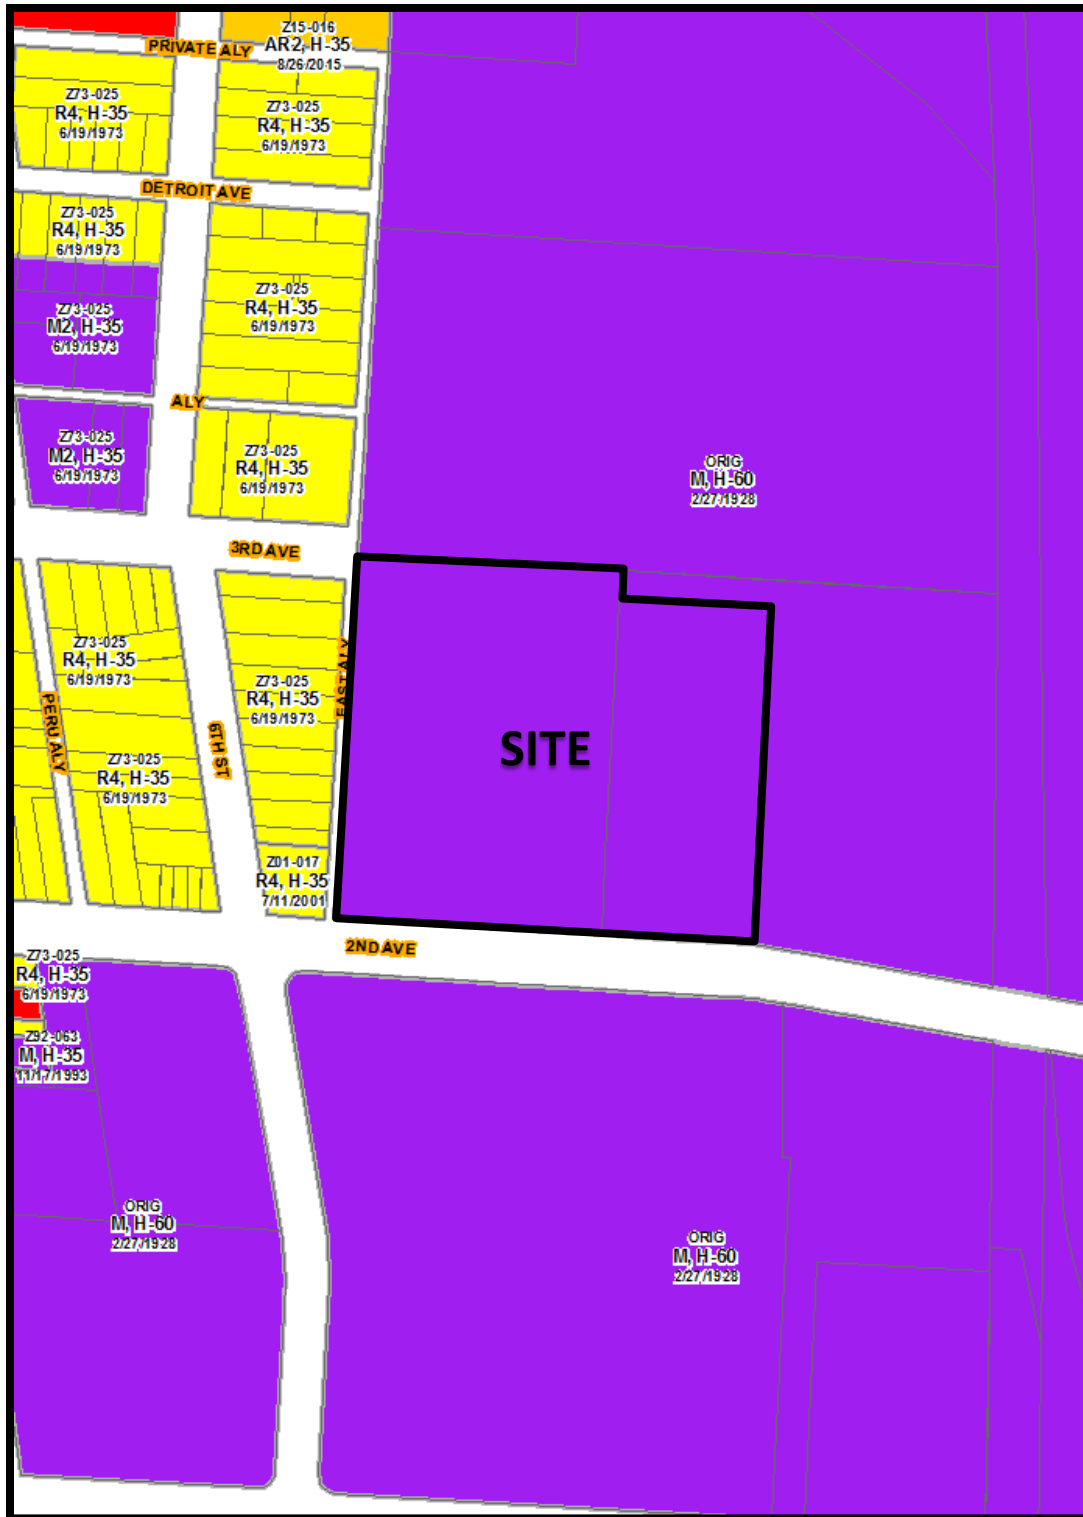 Z15-016
AR2, H-35
8/26/2015
PRIVATE ALY
Z73-025
R4, H-35
6/19/1973
Z73-025
R4, H-35
6/19/1973
DETROIT AVE
Z73-025
R4, H-35
6/19/1973
Z73-025
R4, H-35
6/19/1973
Z73-025
M2, H-35
6/19/1973
ALY
Z73-025
M2, H-35
6/19/1973
Z73-025
R4, H-35
6/19/1973
ORIG
M, H-60
2/27/1928
3RD AVE
Z73-025
R4, H-35
6/19/1973
EAST ALY
Z73-025
R4, H-35
6/19/1973
PERU ALY
6TH ST
SITE
Z73-025
R4, H-35
6/19/1973
Z01-017
R4, H-35
7/11/2001
2ND AVE
Z73-025
R4, H-35
6/19/1973
Z92-063
M, H-35
11/17/1993
ORIG
M, H-60
2/27/1928
ORIG
M, H-60
2/27/1928